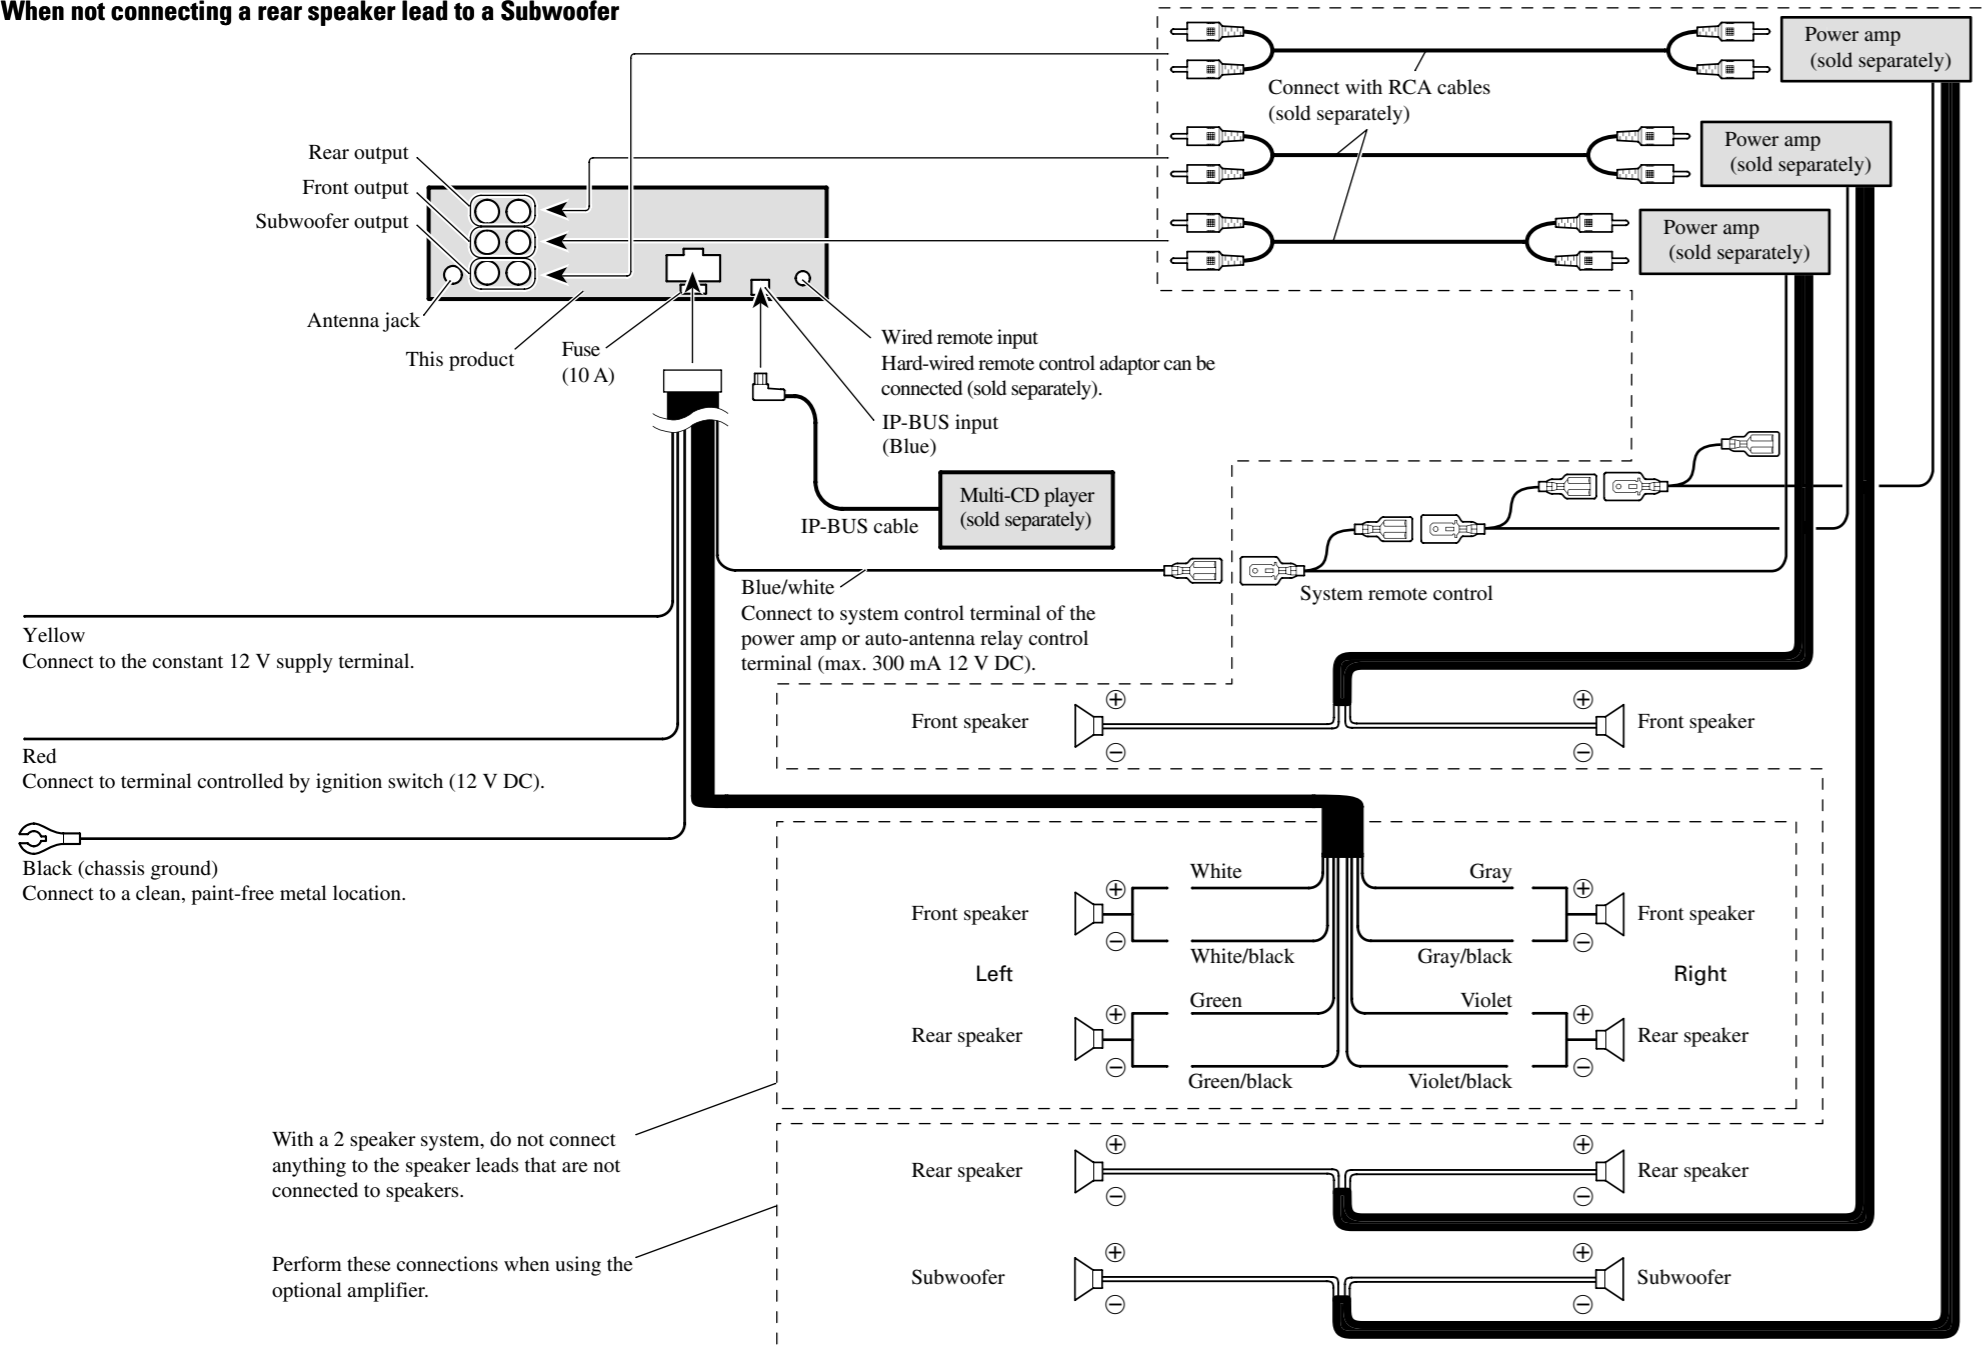 When not connecting a rear speaker lead to a Subwoofer
Power amp
(sold separately)
Connect with RCA cables
(sold separately)
Power amp
(sold separately)
Power amp
(sold separately)
Rear output
Front output
Subwoofer output
Antenna jack
This product
Fuse
(10 A)
Wired remote input
Hard-wired remote control adaptor can be
connected (sold separately).
IP-BUS input
(Blue)
Multi-CD player
(sold separately)
IP-BUS cable
Blue/white
Connect to system control terminal of the
power amp or auto-antenna relay control
terminal (max. 300 mA 12 V DC).
System remote control
Yellow
Connect to the constant 12 V supply terminal.
Red
Connect to terminal controlled by ignition switch (12 V DC).
Black (chassis ground)
Connect to a clean, paint-free metal location.
⊕ ⊕
Front speaker Front speaker
⊖ ⊖
White Gray
⊕ ⊕
Front speaker Front speaker
⊖ ⊖
White/black Gray/black
Left Right
Green Violet
⊕ ⊕
Rear speaker Rear speaker
⊖ ⊖
Green/black Violet/black
With a 2 speaker system, do not connect
anything to the speaker leads that are not
connected to speakers.
⊕ ⊕
Rear speaker Rear speaker
⊖ ⊖
Perform these connections when using the
optional amplifier.
⊕ ⊕
Subwoofer Subwoofer
⊖ ⊖